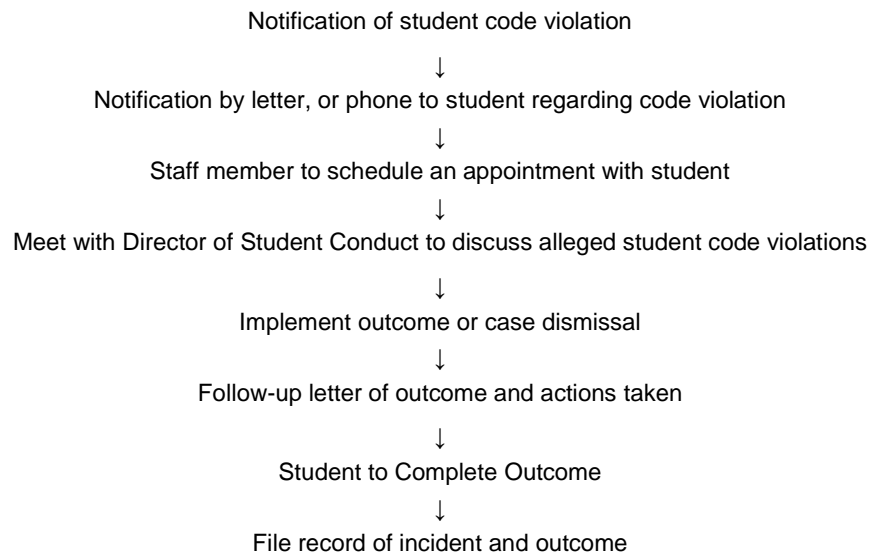 Notification of student code violation
↓
Notification by letter, or phone to student regarding code violation
↓
Staff member to schedule an appointment with student
↓
Meet with Director of Student Conduct to discuss alleged student code violations
↓
Implement outcome or case dismissal
↓
Follow-up letter of outcome and actions taken
↓
Student to Complete Outcome
↓
File record of incident and outcome